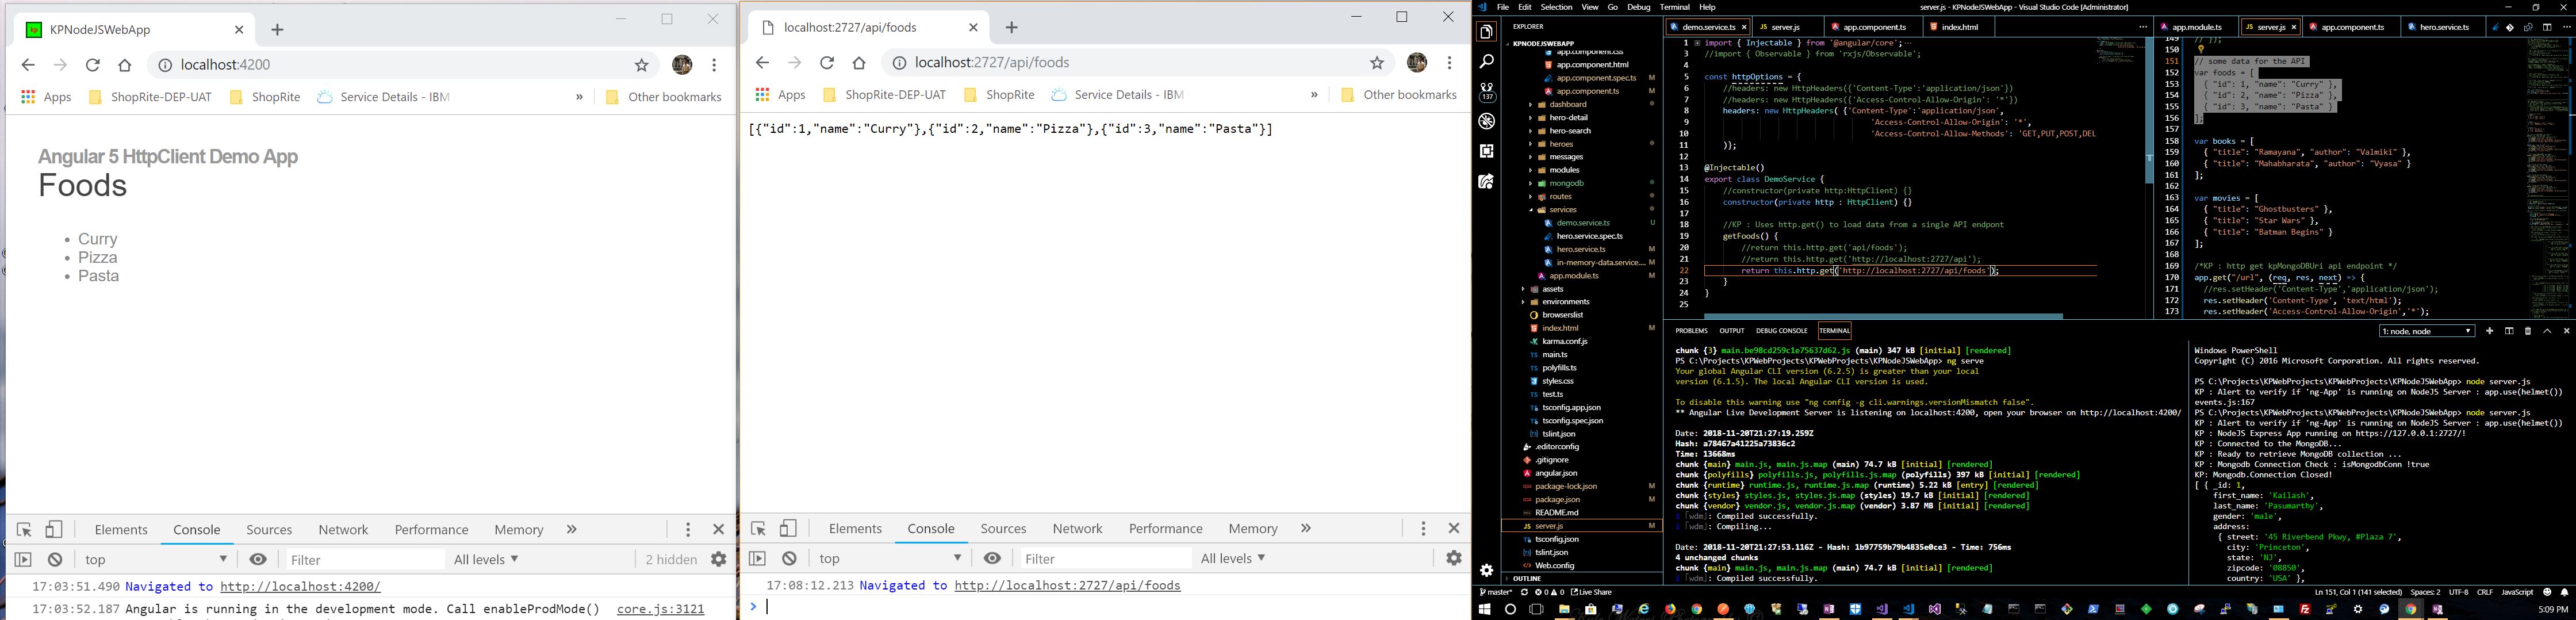 KPNodeJSWebApp
localhost:4200
Apps ShopRite-DEP-UAT ShopRite Service Details - IBM » Other bookmarks
Angular 5 HttpClient Demo App
Foods
Curry
Pizza
Pasta
Elements Console Sources Network Performance Memory »
top Filter All levels 2 hidden
17:03:51.490 Navigated to http://localhost:4200/
17:03:52.187 Angular is running in the development mode. Call enableProdMode() core.js:3121
localhost:2727/api/foods
localhost:2727/api/foods
Apps ShopRite-DEP-UAT ShopRite Service Details - IBM » Other bookmarks
[{"id":1,"name":"Curry"},{"id":2,"name":"Pizza"},{"id":3,"name":"Pasta"}]
Elements Console Sources Network Performance Memory »
top Filter All levels
17:08:12.213 Navigated to http://localhost:2727/api/foods
File Edit Selection View Go Debug Terminal Help
server.js - KPNodeJSWebApp - Visual Studio Code [Administrator]
EXPLORER
KPNODEJSWEBAPP
app.component.css
app.component.html
app.component.spec.ts M
app.component.ts M
dashboard
hero-detail
hero-search
heroes
messages
modules
mongodb
routes
services
demo.service.ts U
hero.service.spec.ts
hero.service.ts M
in-memory-data.service.... M
app.module.ts M
assets
environments
browserslist
index.html M
karma.conf.js
main.ts
polyfills.ts
styles.css
test.ts
tsconfig.app.json
tsconfig.spec.json
tslint.json
.editorconfig
.gitignore
angular.json
package-lock.json M
package.json M
README.md
server.js M
tsconfig.json
tslint.json
Web.config
OUTLINE
137
demo.service.ts server.js app.component.ts index.html
1 import { Injectable } from '@angular/core';
3 //import { Observable } from 'rxjs/Observable';
4
5 const httpOptions = {
6 //headers: new HttpHeaders({'Content-Type':'application/json'})
7 //headers: new HttpHeaders({'Access-Control-Allow-Origin': '*'})
8 headers: new HttpHeaders( {'Content-Type':'application/json',
9 'Access-Control-Allow-Origin': '*',
10 'Access-Control-Allow-Methods': 'GET,PUT,POST,DEL
11 )};
12
13 @Injectable()
14 export class DemoService {
15 //constructor(private http:HttpClient) {}
16 constructor(private http : HttpClient) {}
17
18 //KP : Uses http.get() to load data from a single API endpont
19 getFoods() {
20 //return this.http.get('api/foods');
21 //return this.http.get('http://localhost:2727/api');
22 return this.http.get('http://localhost:2727/api/foods');
23 }
24 }
25
app.module.ts server.js app.component.ts hero.service.ts
149 // });
150
151 // some data for the API
152 var foods = [
153 { "id": 1, "name": "Curry" },
154 { "id": 2, "name": "Pizza" },
155 { "id": 3, "name": "Pasta" }
156 ];
157
158 var books = [
159 { "title": "Ramayana", "author": "Valmiki" },
160 { "title": "Mahabharata", "author": "Vyasa" }
161 ];
162
163 var movies = [
164 { "title": "Ghostbusters" },
165 { "title": "Star Wars" },
166 { "title": "Batman Begins" }
167 ];
168
169 /*KP : http get kpMongoDBUri api endpoint */
170 app.get("/url", (req, res, next) => {
171 //res.setHeader('Content-Type','application/json');
172 res.setHeader('Content-Type', 'text/html');
173 res.setHeader('Access-Control-Allow-Origin','*');
PROBLEMS OUTPUT DEBUG CONSOLE TERMINAL 1: node, node
chunk {3} main.be98cd259c1e75637d62.js (main) 347 kB [initial] [rendered]
PS C:\Projects\KPWebProjects\KPWebProjects\KPNodeJSWebApp> ng serve
Your global Angular CLI version (6.2.5) is greater than your local
version (6.1.5). The local Angular CLI version is used.
To disable this warning use "ng config -g cli.warnings.versionMismatch false".
** Angular Live Development Server is listening on localhost:4200, open your browser on http://localhost:4200/
Date: 2018-11-20T21:27:19.259Z
Hash: a78467a41225a73836c2
Time: 13668ms
chunk {main} main.js, main.js.map (main) 74.7 kB [initial] [rendered]
chunk {polyfills} polyfills.js, polyfills.js.map (polyfills) 397 kB [initial] [rendered]
chunk {runtime} runtime.js, runtime.js.map (runtime) 5.22 kB [entry] [rendered]
chunk {styles} styles.js, styles.js.map (styles) 19.7 kB [initial] [rendered]
chunk {vendor} vendor.js, vendor.js.map (vendor) 3.87 MB [initial] [rendered]
i ｢wdm｣: Compiled successfully.
i ｢wdm｣: Compiling...
Date: 2018-11-20T21:27:53.116Z - Hash: 1b97759b79b4835e0ce3 - Time: 756ms
4 unchanged chunks
chunk {main} main.js, main.js.map (main) 74.7 kB [initial] [rendered]
i ｢wdm｣: Compiled successfully.
Windows PowerShell
Copyright (C) 2016 Microsoft Corporation. All rights reserved.
PS C:\Projects\KPWebProjects\KPWebProjects\KPNodeJSWebApp> node server.js
KP : Alert to verify if 'ng-App' is running on NodeJS Server : app.use(helmet())
events.js:167
PS C:\Projects\KPWebProjects\KPWebProjects\KPNodeJSWebApp> node server.js
KP : Alert to verify if 'ng-App' is running on NodeJS Server : app.use(helmet())
KP : NodeJS Express App running on https://127.0.0.1:2727/!
KP : Connected to the MongoDB...
KP : Ready to retrieve MongoDB collection ...
KP : Mongodb Connection Check : isMongodbConn !true
KP: Mongodb.Connection Closed!
[ { _id: 1,
first_name: 'Kailash',
last_name: 'Pasumarthy',
gender: 'male',
address:
{ street: '45 Riverbend Pkwy, #Plaza 7',
city: 'Princeton',
state: 'NJ',
zipcode: '08850',
country: 'USA' },
master* 0 0 Live Share
Ln 151, Col 1 (141 selected) Spaces: 2 UTF-8 CRLF JavaScript
5:09 PM